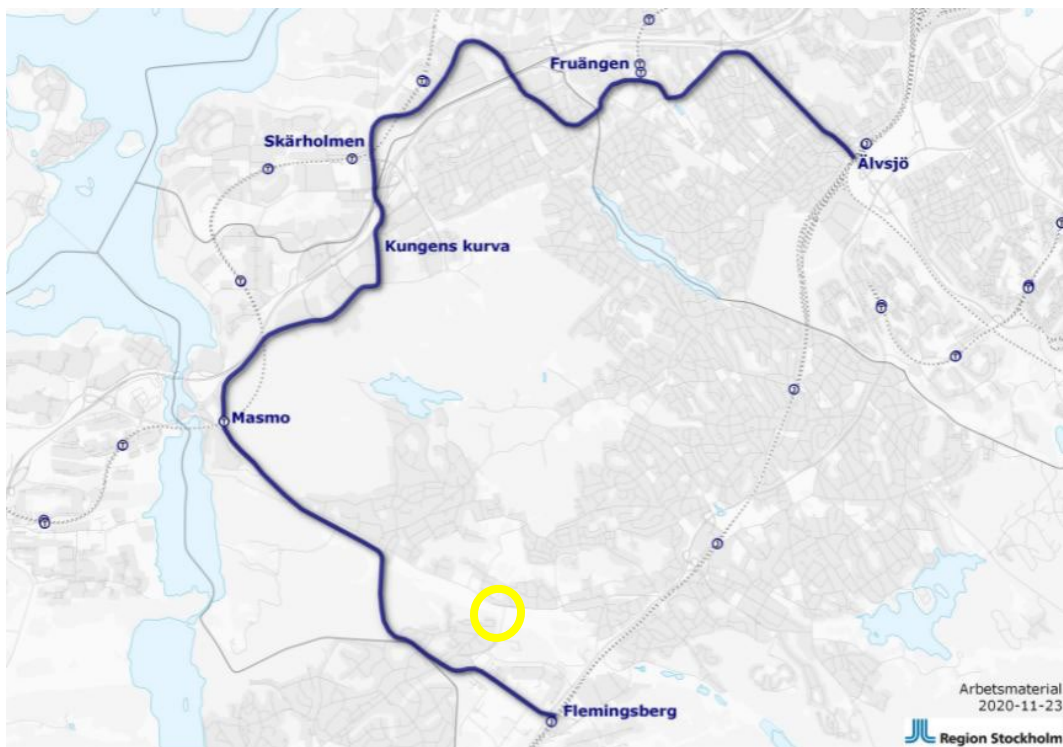 Fruängen
Skärholmen
Älvsjö
Kungens kurva
Masmo
Flemingsberg
Arbetsmaterial
2020-11-23
Region Stockholm